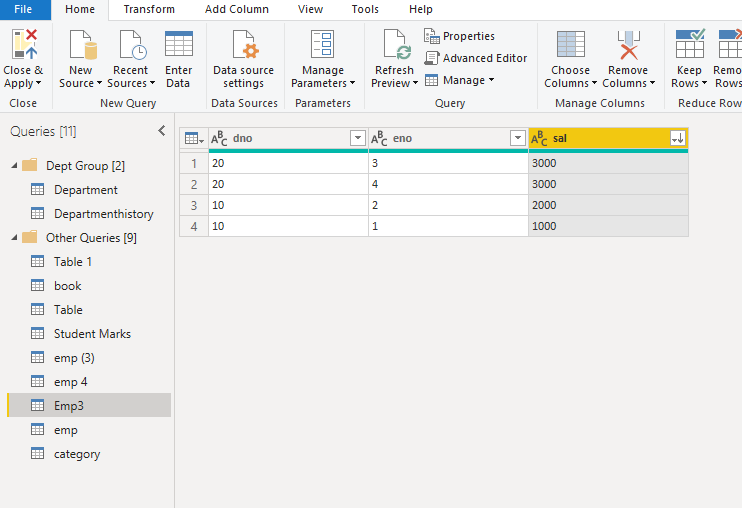 File Home Transform Add Column View Tools Help
Close & Apply
New Source
Recent Sources
Enter Data
Data source settings
Manage Parameters
Refresh Preview
Properties
Advanced Editor
Manage
Choose Columns
Remove Columns
Keep Rows
Remo
Rows
Close New Query Data Sources Parameters Query Manage Columns Reduce Row
Queries [11]
Dept Group [2]
Department
Departmenthistory
Other Queries [9]
Table 1
book
Table
Student Marks
emp (3)
emp 4
Emp3
emp
category
ABC dno ABC eno ABC sal
1 20 3 3000
2 20 4 3000
3 10 2 2000
4 10 1 1000